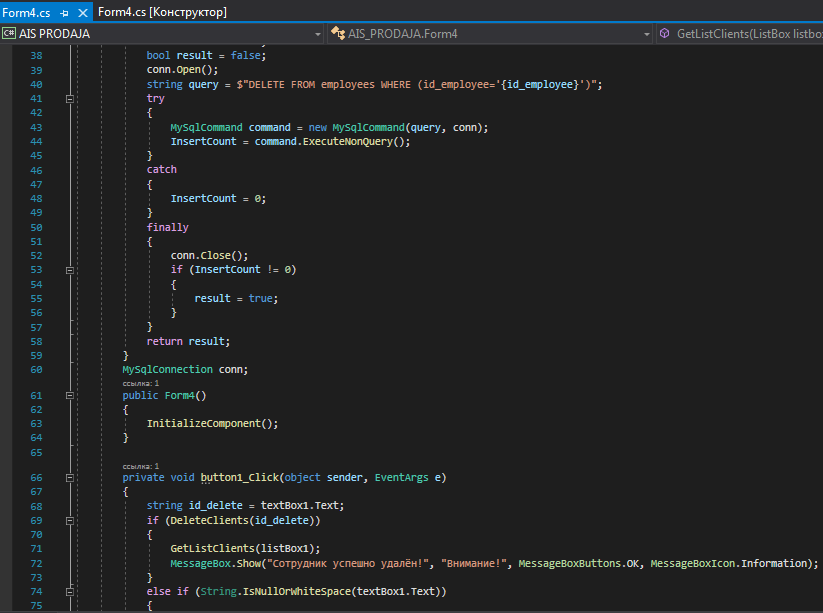 Form4.cs Form4.cs [Конструктор]
C# AIS PRODAJA AIS_PRODAJA.Form4 GetListClients(ListBox listbox
38 bool result = false;
39 conn.Open();
40 string query = $"DELETE FROM employees WHERE (id_employee='{id_employee}')";
41 try
42 {
43 MySqlCommand command = new MySqlCommand(query, conn);
44 InsertCount = command.ExecuteNonQuery();
45 }
46 catch
47 {
48 InsertCount = 0;
49 }
50 finally
51 {
52 conn.Close();
53 if (InsertCount != 0)
54 {
55 result = true;
56 }
57 }
58 return result;
59 }
60 MySqlConnection conn;
ссылка: 1
61 public Form4()
62 {
63 InitializeComponent();
64 }
65
ссылка: 1
66 private void button1_Click(object sender, EventArgs e)
67 {
68 string id_delete = textBox1.Text;
69 if (DeleteClients(id_delete))
70 {
71 GetListClients(listBox1);
72 MessageBox.Show("Сотрудник успешно удалён!", "Внимание!", MessageBoxButtons.OK, MessageBoxIcon.Information);
73 }
74 else if (String.IsNullOrWhiteSpace(textBox1.Text))
75 {